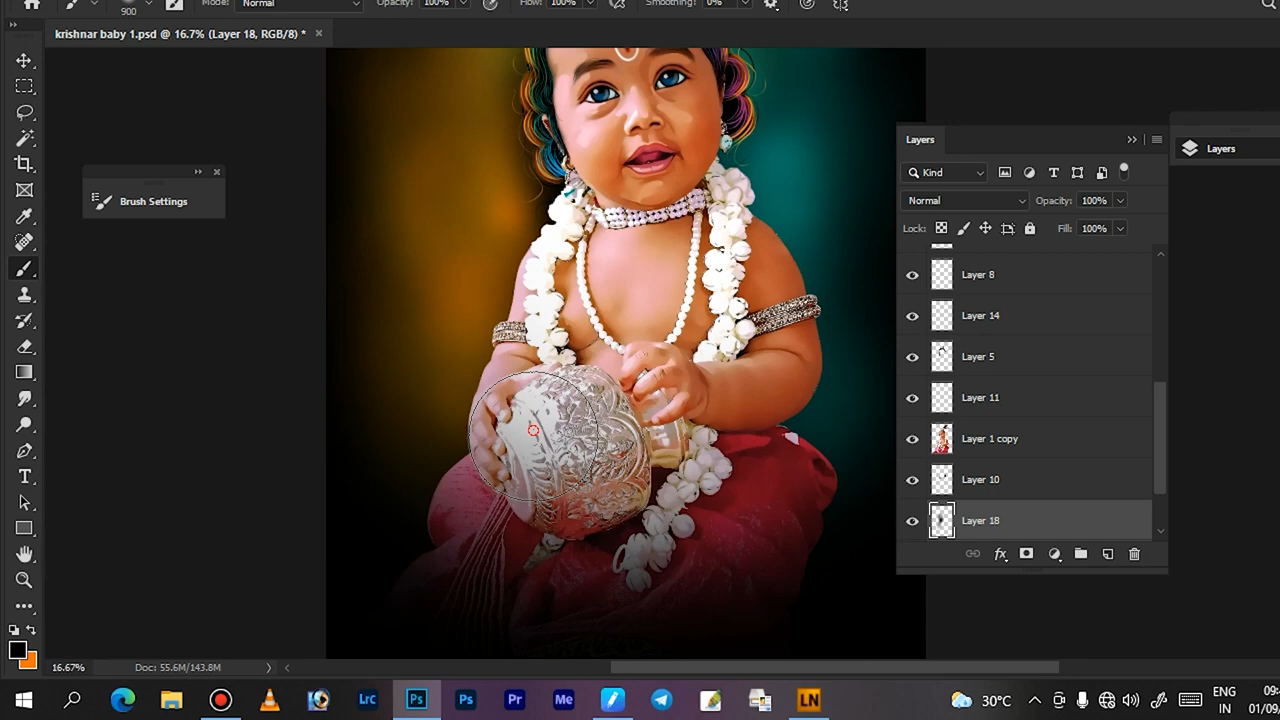 900
Mode:
Normal
Opacity:
100%
Flow:
100%
Smoothing:
0%
krishnar baby 1.psd @ 16.7% (Layer 18, RGB/8) *
Brush Settings
Layers
Layers
Kind
Normal
Opacity:
100%
Lock:
Fill:
100%
Layer 8
Layer 14
Layer 5
Layer 11
Layer 1 copy
Layer 10
Layer 18
16.67%
Doc: 55.6M/143.8M
Lrc
Ps
Ps
Pr
Me
LN
30°C
ENG
IN
09:
01/09